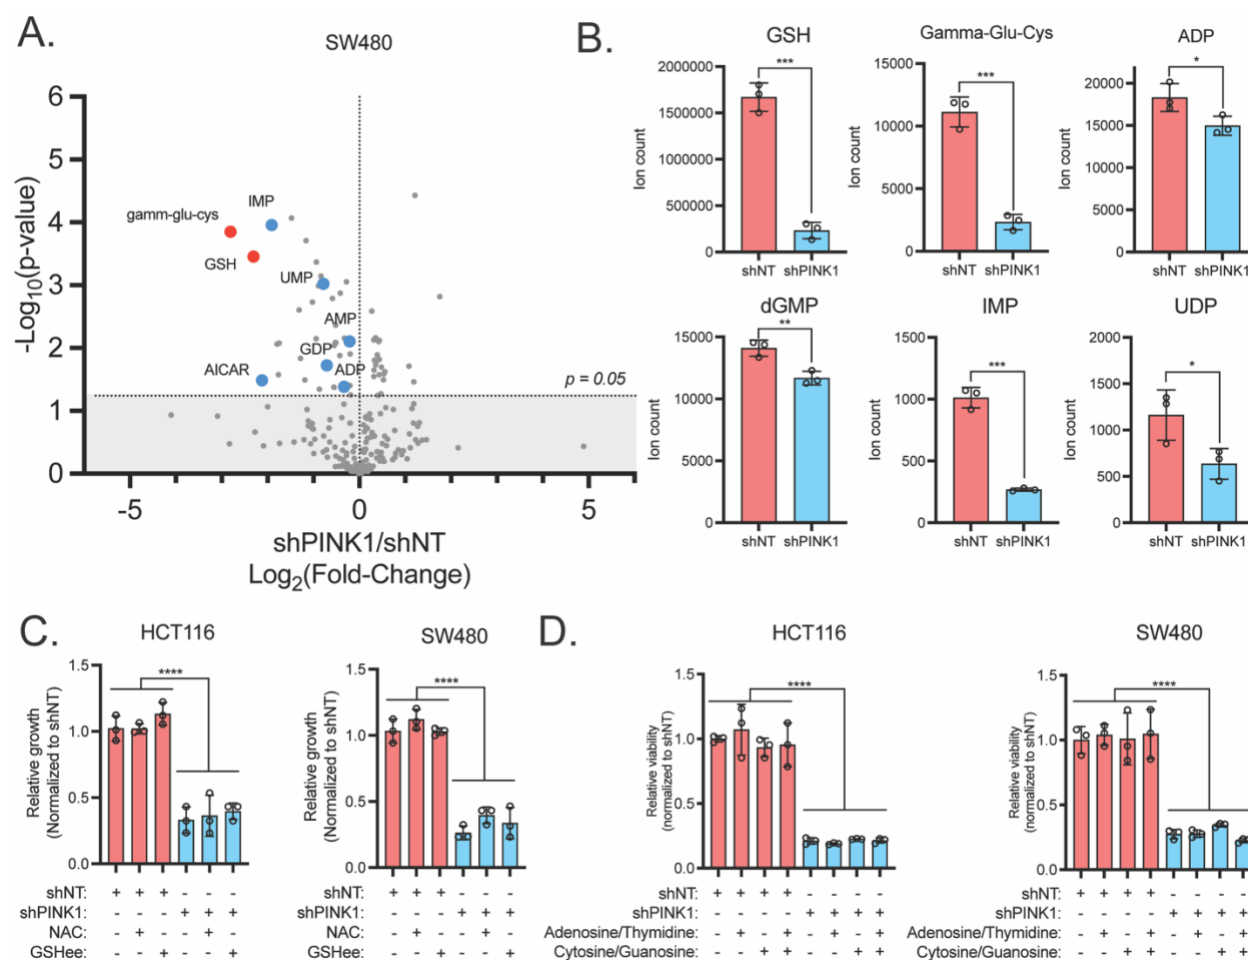 A.
SW480
6
5
4
3
2
1
0
-Log10(p-value)
gamm-glu-cys
IMP
GSH
UMP
AMP
GDP
ADP
AICAR
p = 0.05
-5
0
5
shPINK1/shNT
Log2(Fold-Change)
B.
GSH
***
2000000
1500000
1000000
500000
0
Ion count
shNT shPINK1
Gamma-Glu-Cys
***
15000
10000
5000
0
Ion count
shNT shPINK1
ADP
*
20000
15000
10000
5000
0
Ion count
shNT shPINK1
dGMP
**
15000
10000
5000
0
Ion count
shNT shPINK1
IMP
***
1500
1000
500
0
Ion count
shNT shPINK1
UDP
*
2000
1500
1000
500
0
Ion count
shNT shPINK1
C.
HCT116
****
1.5
1.0
0.5
0.0
Relative growth
(Normalized to shNT)
shNT: + + + - - -
shPINK1: - - - + + +
NAC: - + - - + -
GSHee: - - + - - +
SW480
****
1.5
1.0
0.5
0.0
Relative growth
(Normalized to shNT)
shNT: + + + - - -
shPINK1: - - - + + +
NAC: - + - - + -
GSHee: - - + - - +
D.
HCT116
****
1.5
1.0
0.5
0.0
Relative viability
(normalized to shNT)
shNT: + + + + - - - -
shPINK1: - - - - + + + +
Adenosine/Thymidine: - + - + - + - +
Cytosine/Guanosine: - - + + - - + +
SW480
****
1.5
1.0
0.5
0.0
Relative viability
(normalized to shNT)
shNT: + + + + - - - -
shPINK1: - - - - + + + +
Adenosine/Thymidine: - + - + - + - +
Cytosine/Guanosine: - - + + - - + +